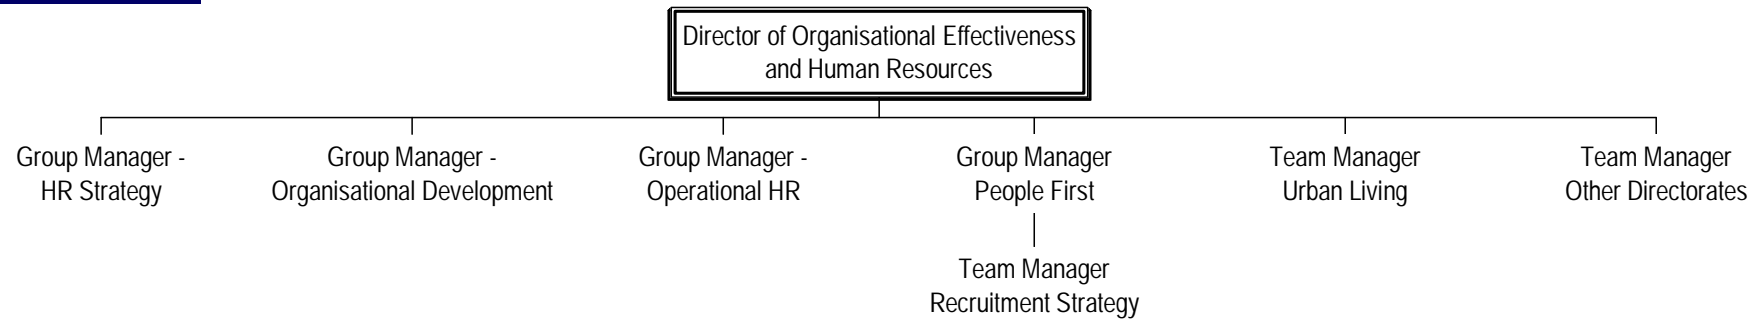 Director of Organisational Effectiveness
and Human Resources
Group Manager -
HR Strategy
Group Manager -
Organisational Development
Group Manager -
Operational HR
Group Manager
People First
Team Manager
Urban Living
Team Manager
Other Directorates
Team Manager
Recruitment Strategy